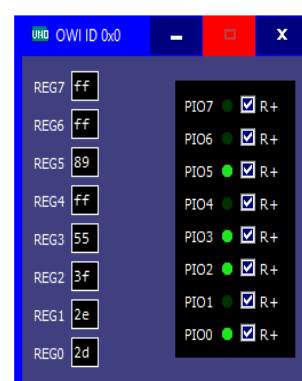 UNO OWI ID 0x0
REG7 ff
REG6 ff
REG5 89
REG4 ff
REG3 55
REG2 3f
REG1 2e
REG0 2d
PIO7 R+
PIO6 R+
PIO5 R+
PIO4 R+
PIO3 R+
PIO2 R+
PIO1 R+
PIO0 R+